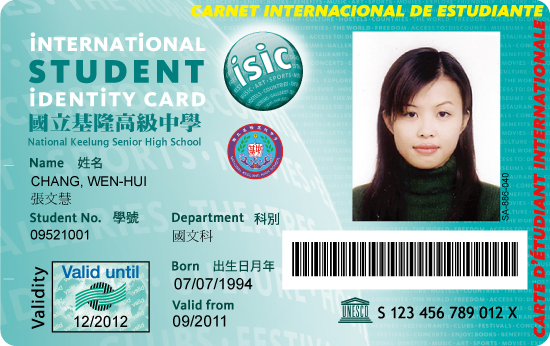 CARNET INTERNACIONAL DE ESTUDIANTE
iNTERNATiONAL
STUDENT
iDENTiTY CARD
isic
國立基隆高級中學
National Keelung Senior High School
Name 姓名
CHANG, WEN-HUI
張文慧
Student No. 學號
09521001
Department 科別
國文科
Born 出生日月年
07/07/1994
Valid from
09/2011
Validity
Valid until
12/2012
SA-886-040
UNESCO
S 123 456 789 012 X
CARTE D'ÉTUDIANT INTERNATIONALE